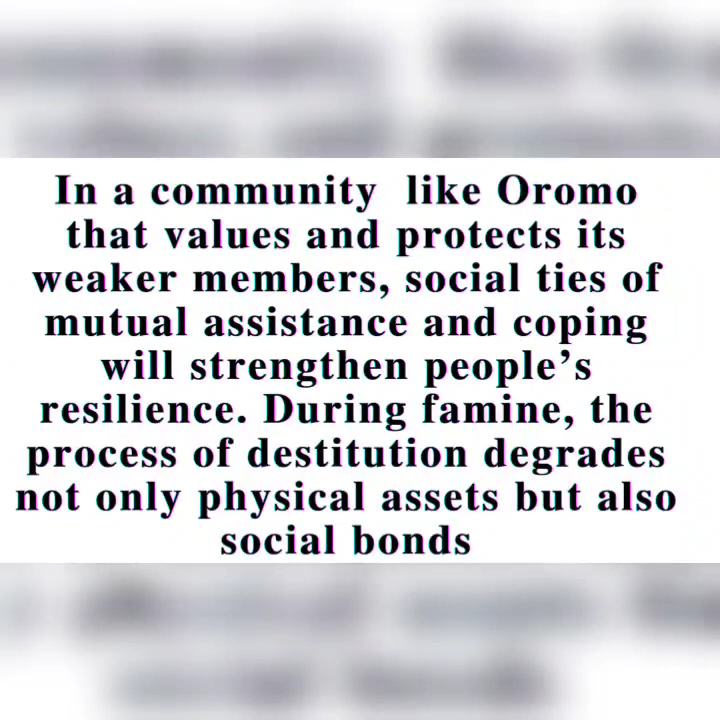 In a community  like Oromo
that values and protects its
weaker members, social ties of
mutual assistance and coping
will strengthen people’s
resilience. During famine, the
process of destitution degrades
not only physical assets but also
social bonds